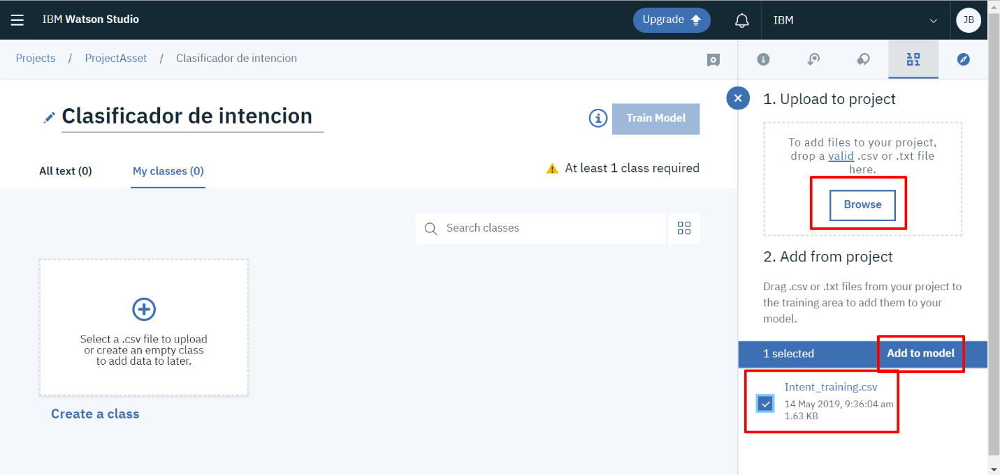 IBM Watson Studio
Upgrade
IBM
JB
Projects / ProjectAsset / Clasificador de intencion
Clasificador de intencion
Train Model
All text (0)
My classes (0)
At least 1 class required
Search classes
Select a .csv file to upload
or create an empty class
to add data to later.
Create a class
1. Upload to project
To add files to your project,
drop a valid .csv or .txt file
here.
Browse
2. Add from project
Drag .csv or .txt files from your project to
the training area to add them to your
model.
1 selected
Add to model
Intent_training.csv
14 May 2019, 9:36:04 am
1.63 KB